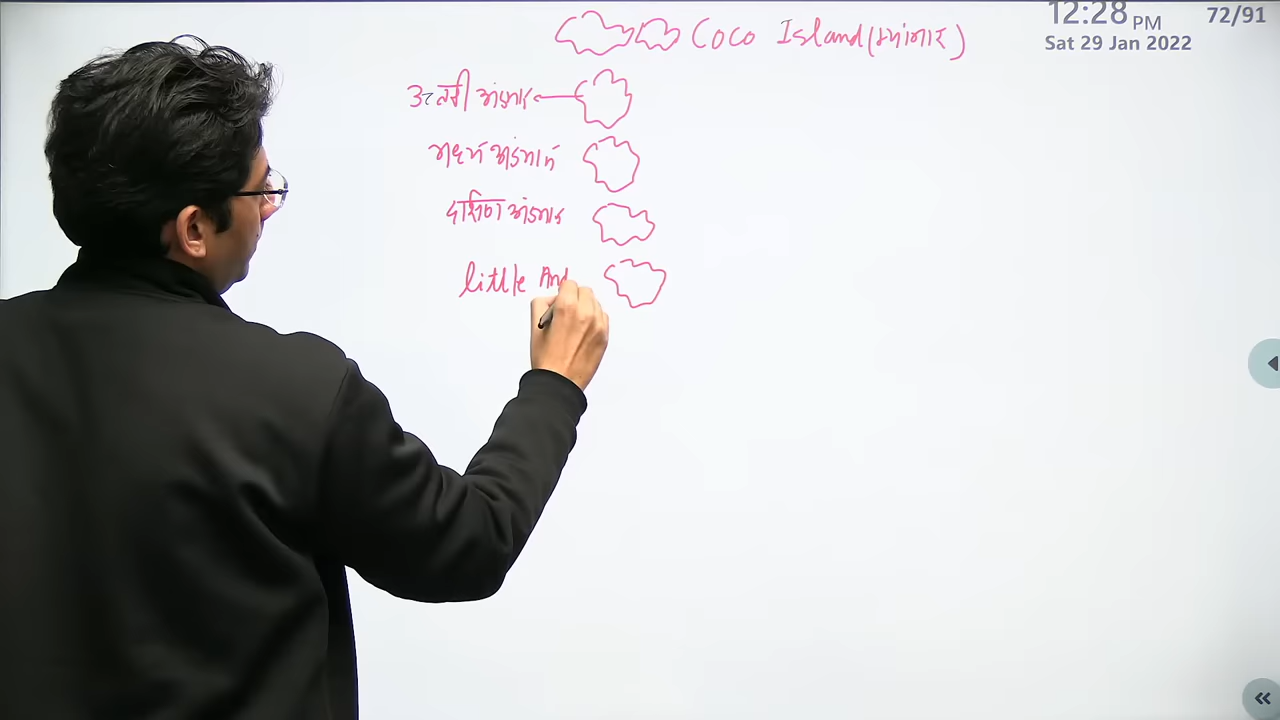 12:28 PM 72/91
Sat 29 Jan 2022
Coco Island (म्यांमार)
उत्तरी अंडमान
मध्य अंडमान
दक्षिण अंडमान
little And